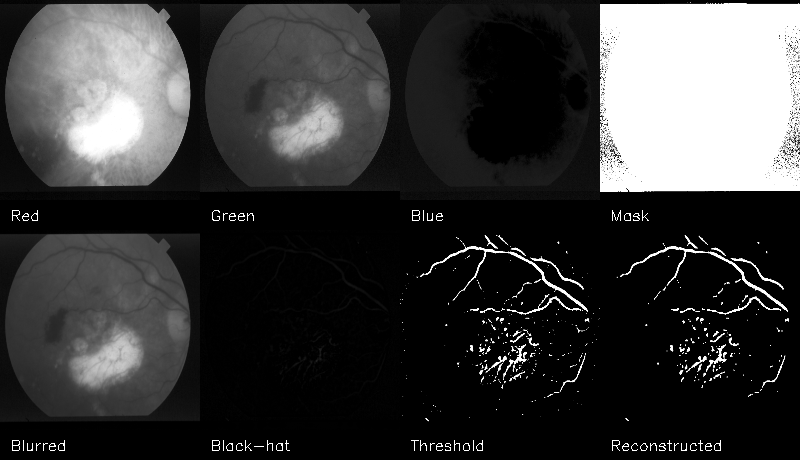 Red
Green
Blue
Mask
Blurred
Black-hat
Threshold
Reconstructed